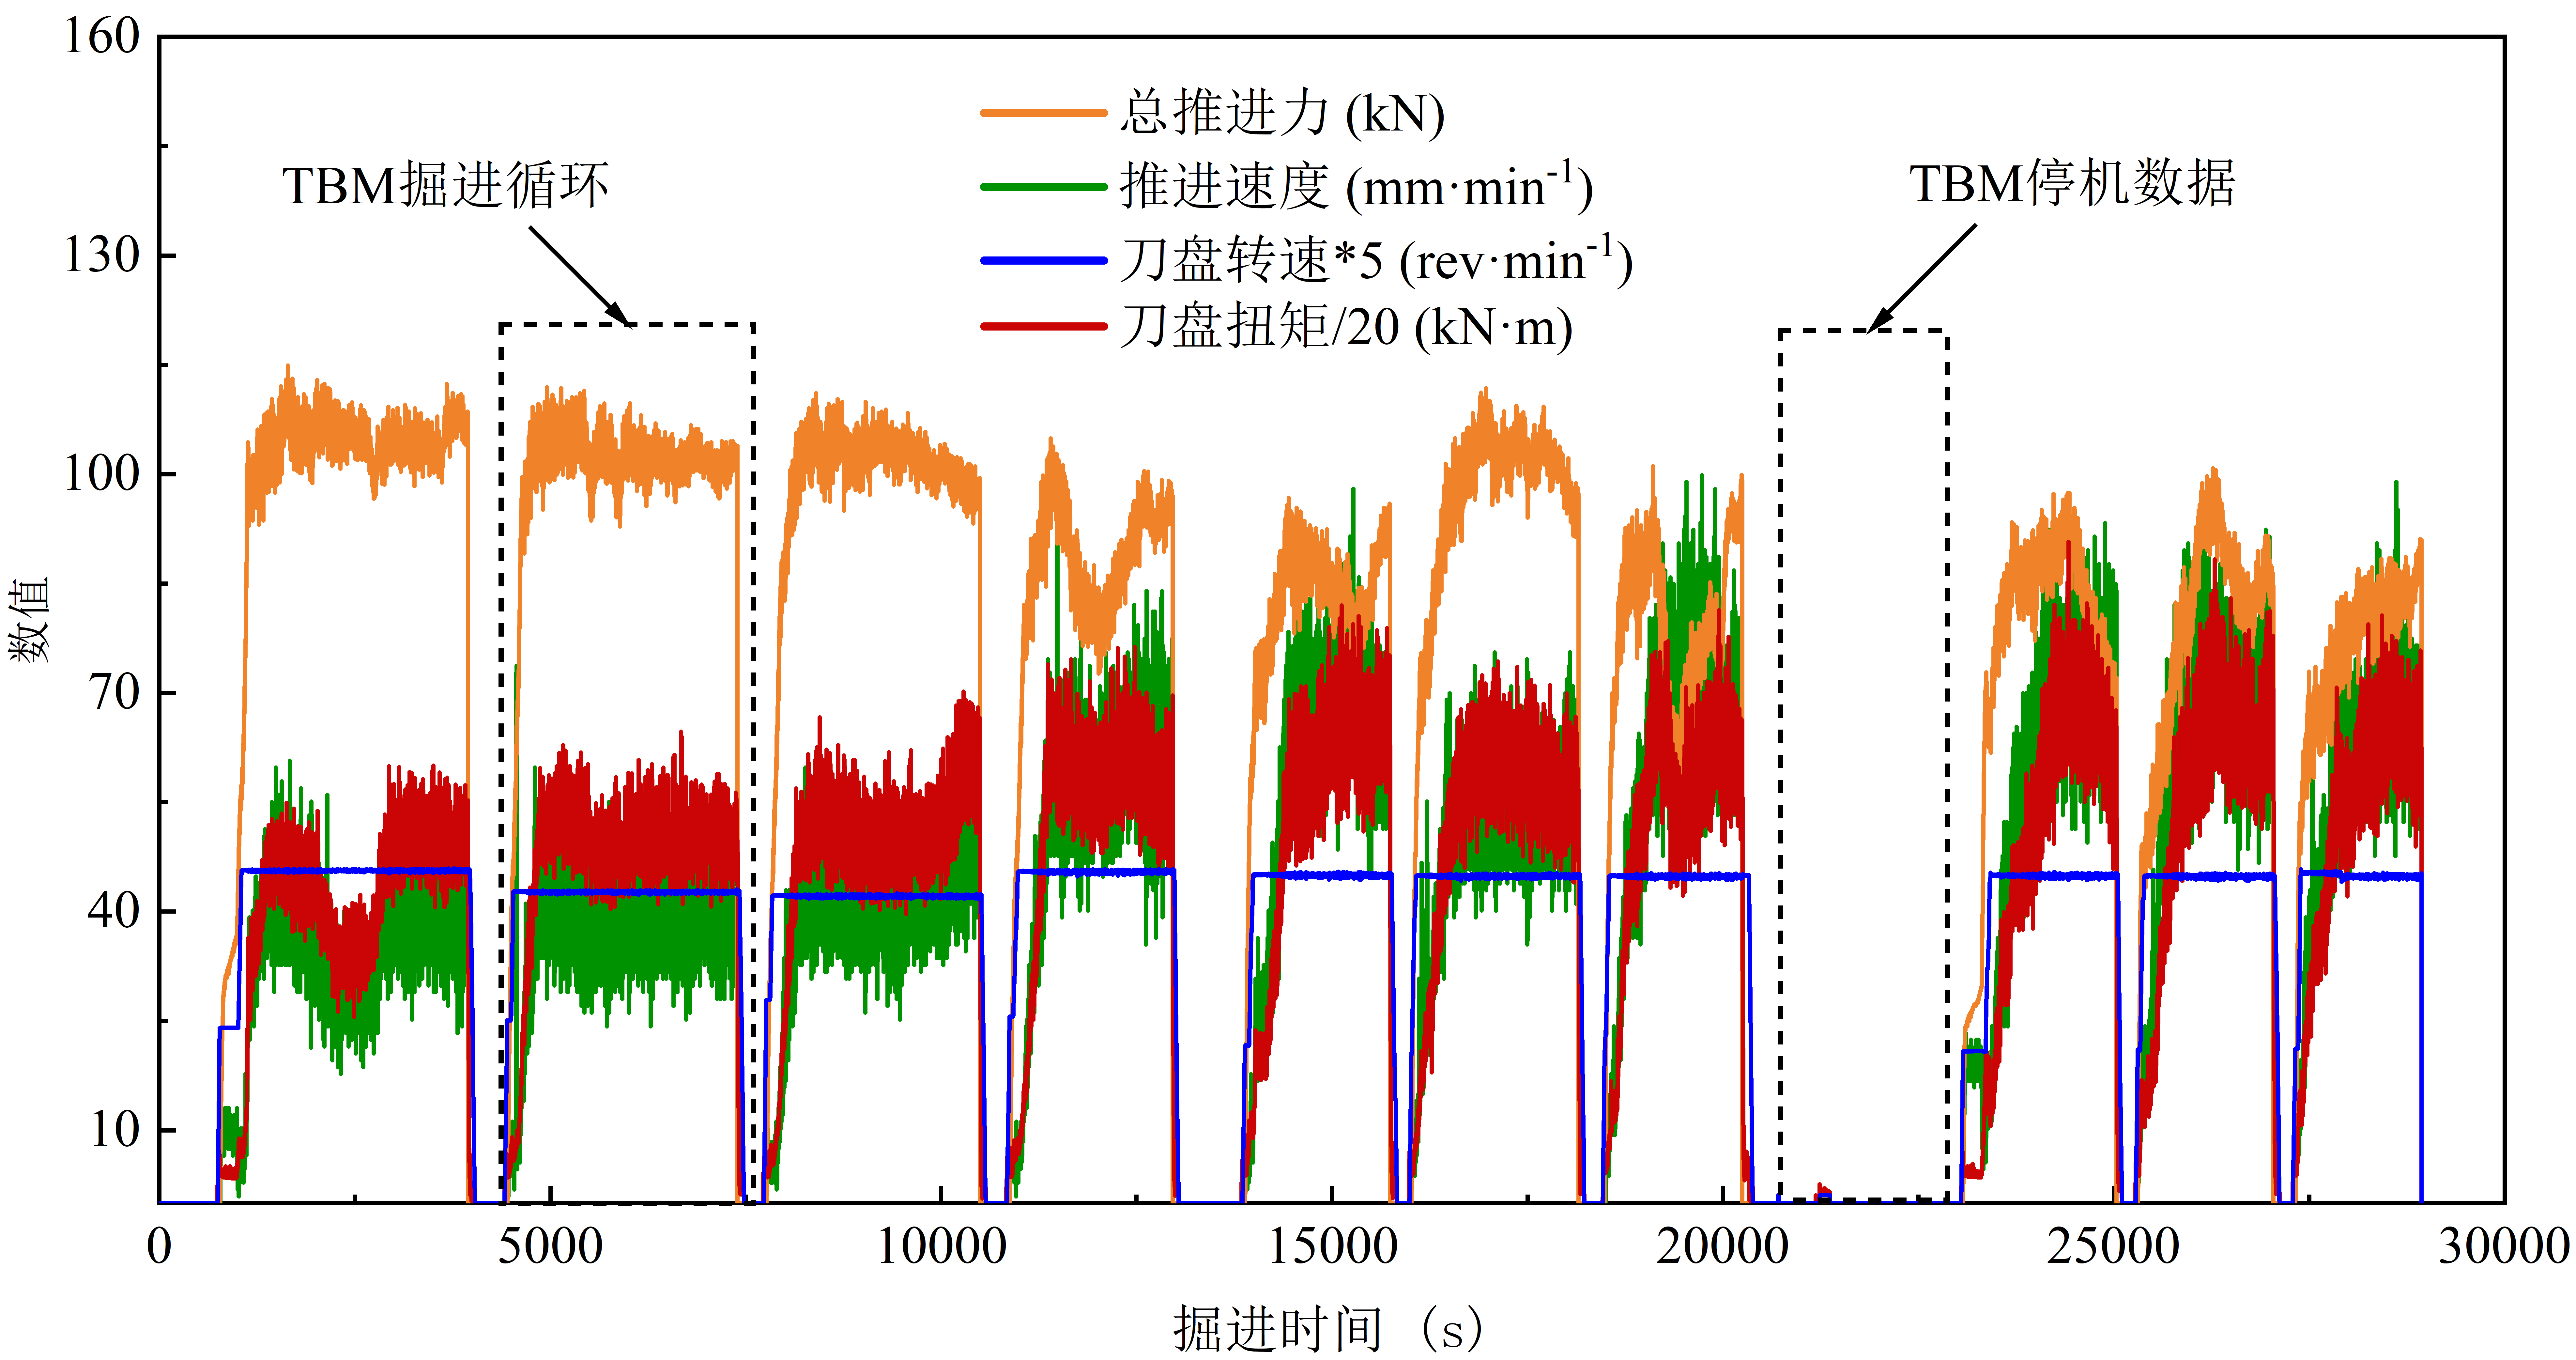 160
130
100
70
40
10
数值
总推进力 (kN)
推进速度 (mm·min⁻¹)
刀盘转速*5 (rev·min⁻¹)
刀盘扭矩/20 (kN·m)
TBM掘进循环
TBM停机数据
0 5000 10000 15000 20000 25000 30000
掘进时间（s）